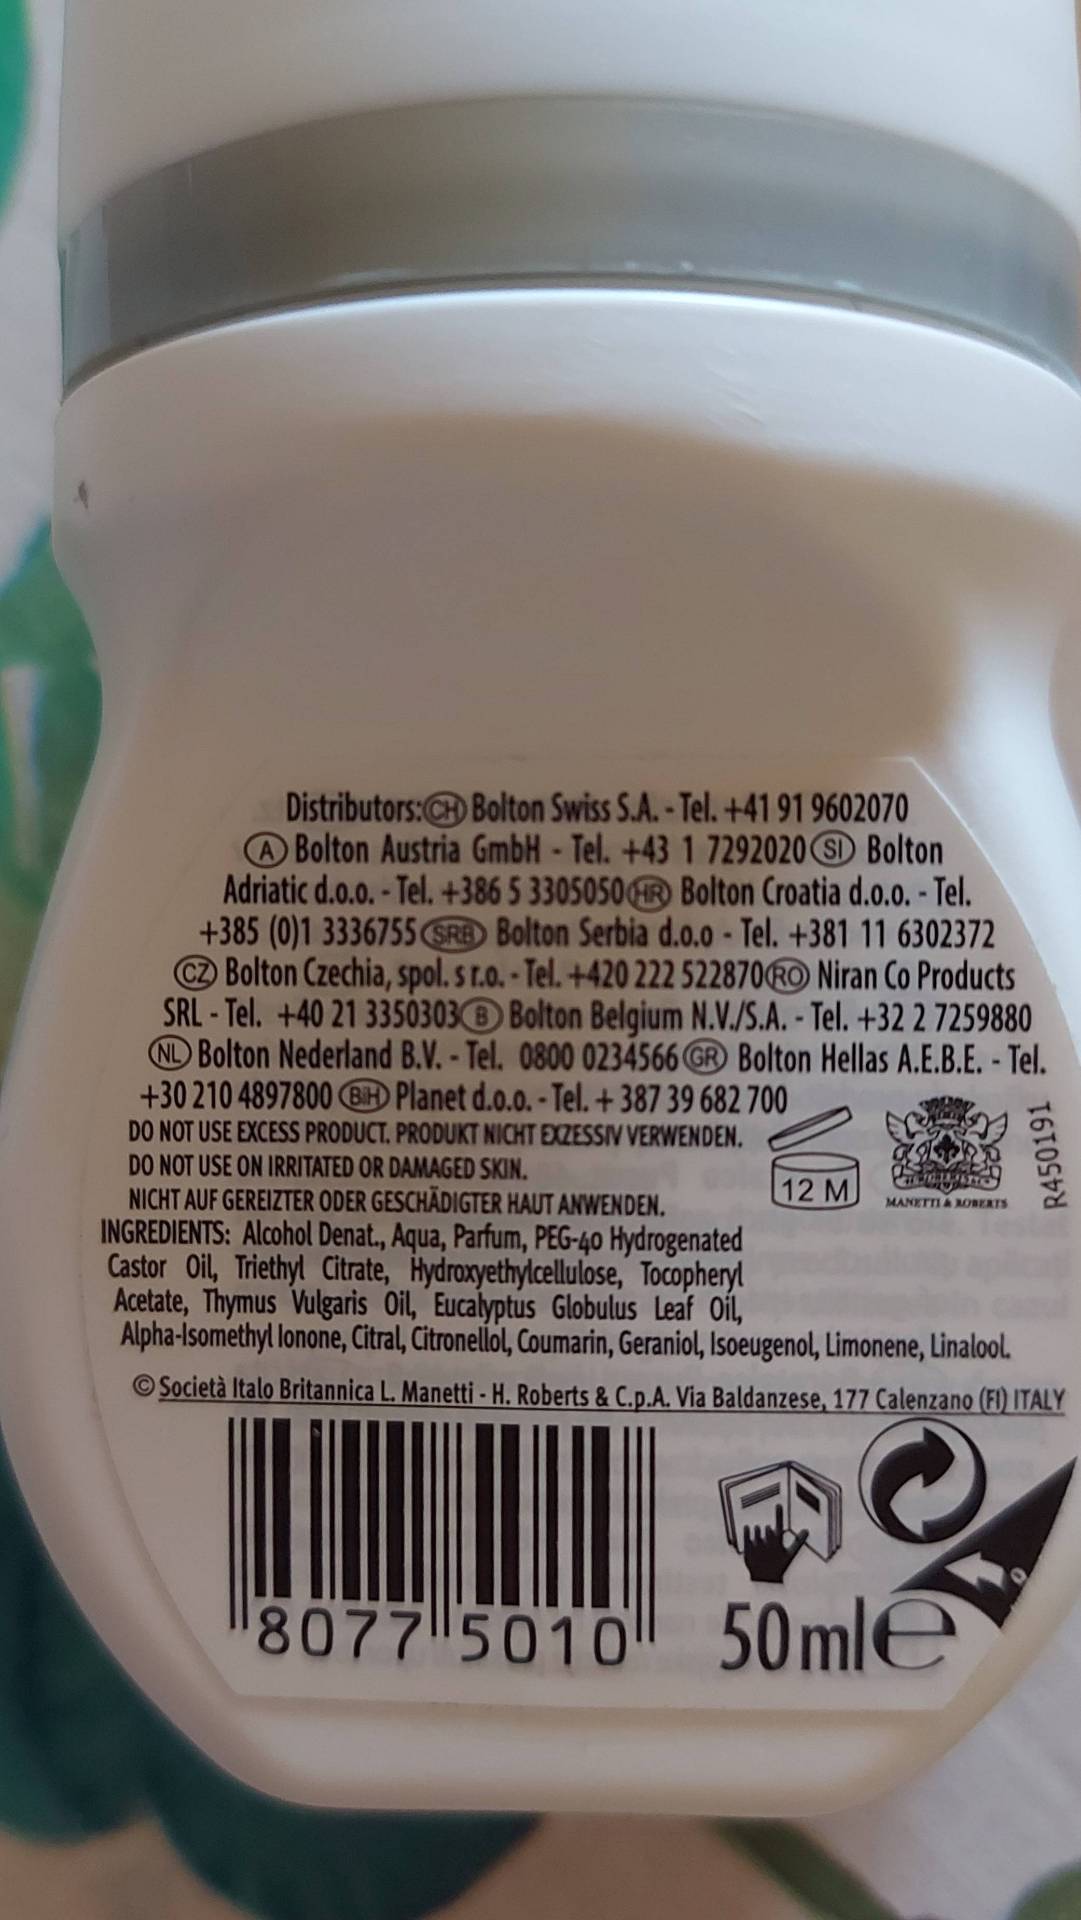 Distributors: CH Bolton Swiss S.A. - Tel. +41 91 9602070
A Bolton Austria GmbH - Tel. +43 1 7292020 SI Bolton
Adriatic d.o.o. - Tel. +386 5 3305050 HR Bolton Croatia d.o.o. - Tel.
+385 (0)1 3336755 SRB Bolton Serbia d.o.o - Tel. +381 11 6302372
CZ Bolton Czechia, spol. s r.o. - Tel. +420 222 522870 RO Niran Co Products
SRL - Tel. +40 21 3350303 B Bolton Belgium N.V./S.A. - Tel. +32 2 7259880
NL Bolton Nederland B.V. - Tel. 0800 0234566 GR Bolton Hellas A.E.B.E. - Tel.
+30 210 4897800 BiH Planet d.o.o. - Tel. + 387 39 682 700
DO NOT USE EXCESS PRODUCT. PRODUKT NICHT EXZESSIV VERWENDEN.
DO NOT USE ON IRRITATED OR DAMAGED SKIN.
NICHT AUF GEREIZTER ODER GESCHÄDIGTER HAUT ANWENDEN.
12 M
MANETTI & ROBERTS
R450191
INGREDIENTS: Alcohol Denat., Aqua, Parfum, PEG-40 Hydrogenated
Castor Oil, Triethyl Citrate, Hydroxyethylcellulose, Tocopheryl
Acetate, Thymus Vulgaris Oil, Eucalyptus Globulus Leaf Oil,
Alpha-Isomethyl Ionone, Citral, Citronellol, Coumarin, Geraniol, Isoeugenol, Limonene, Linalool.
© Società Italo Britannica L. Manetti - H. Roberts & C.p.A. Via Baldanzese, 177 Calenzano (FI) ITALY
8077 5010
50 ml e